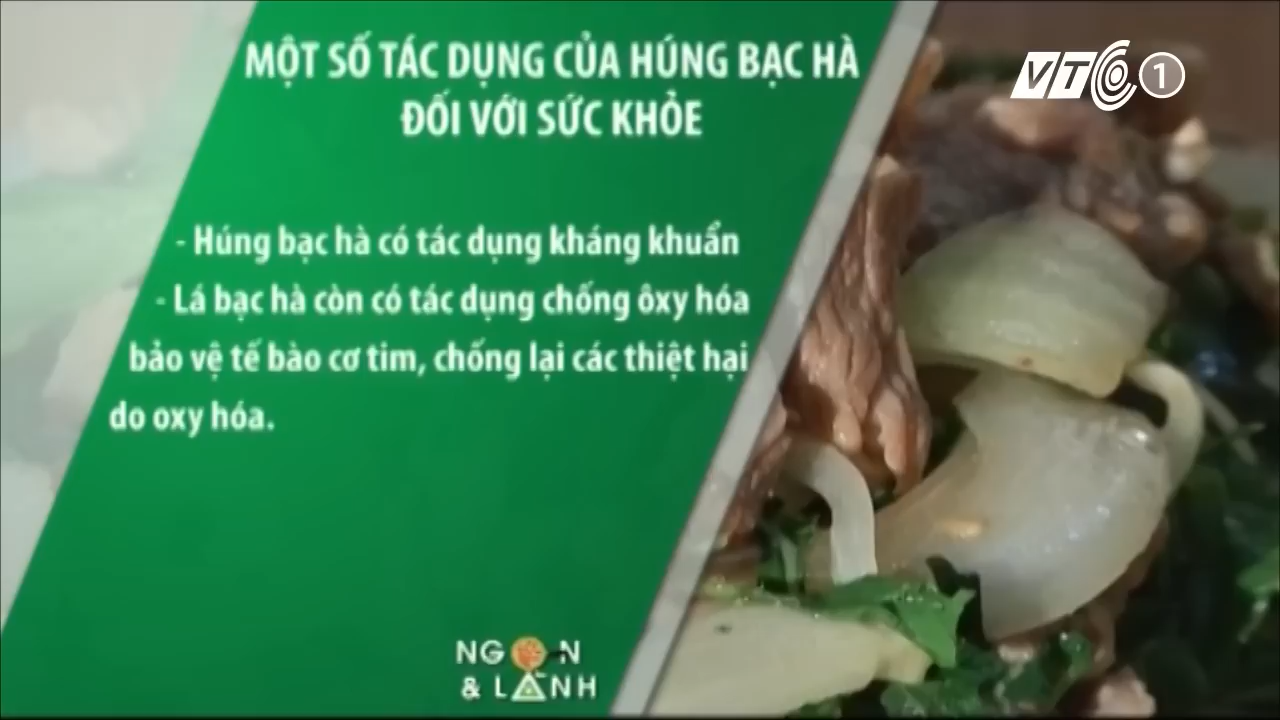 MỘT SỐ TÁC DỤNG CỦA HÚNG BẠC HÀ
ĐỐI VỚI SỨC KHỎE
VTC 1
- Húng bạc hà có tác dụng kháng khuẩn
- Lá bạc hà còn có tác dụng chống ôxy hóa
bảo vệ tế bào cơ tim, chống lại các thiệt hại
do oxy hóa.
NGON
& LÀNH